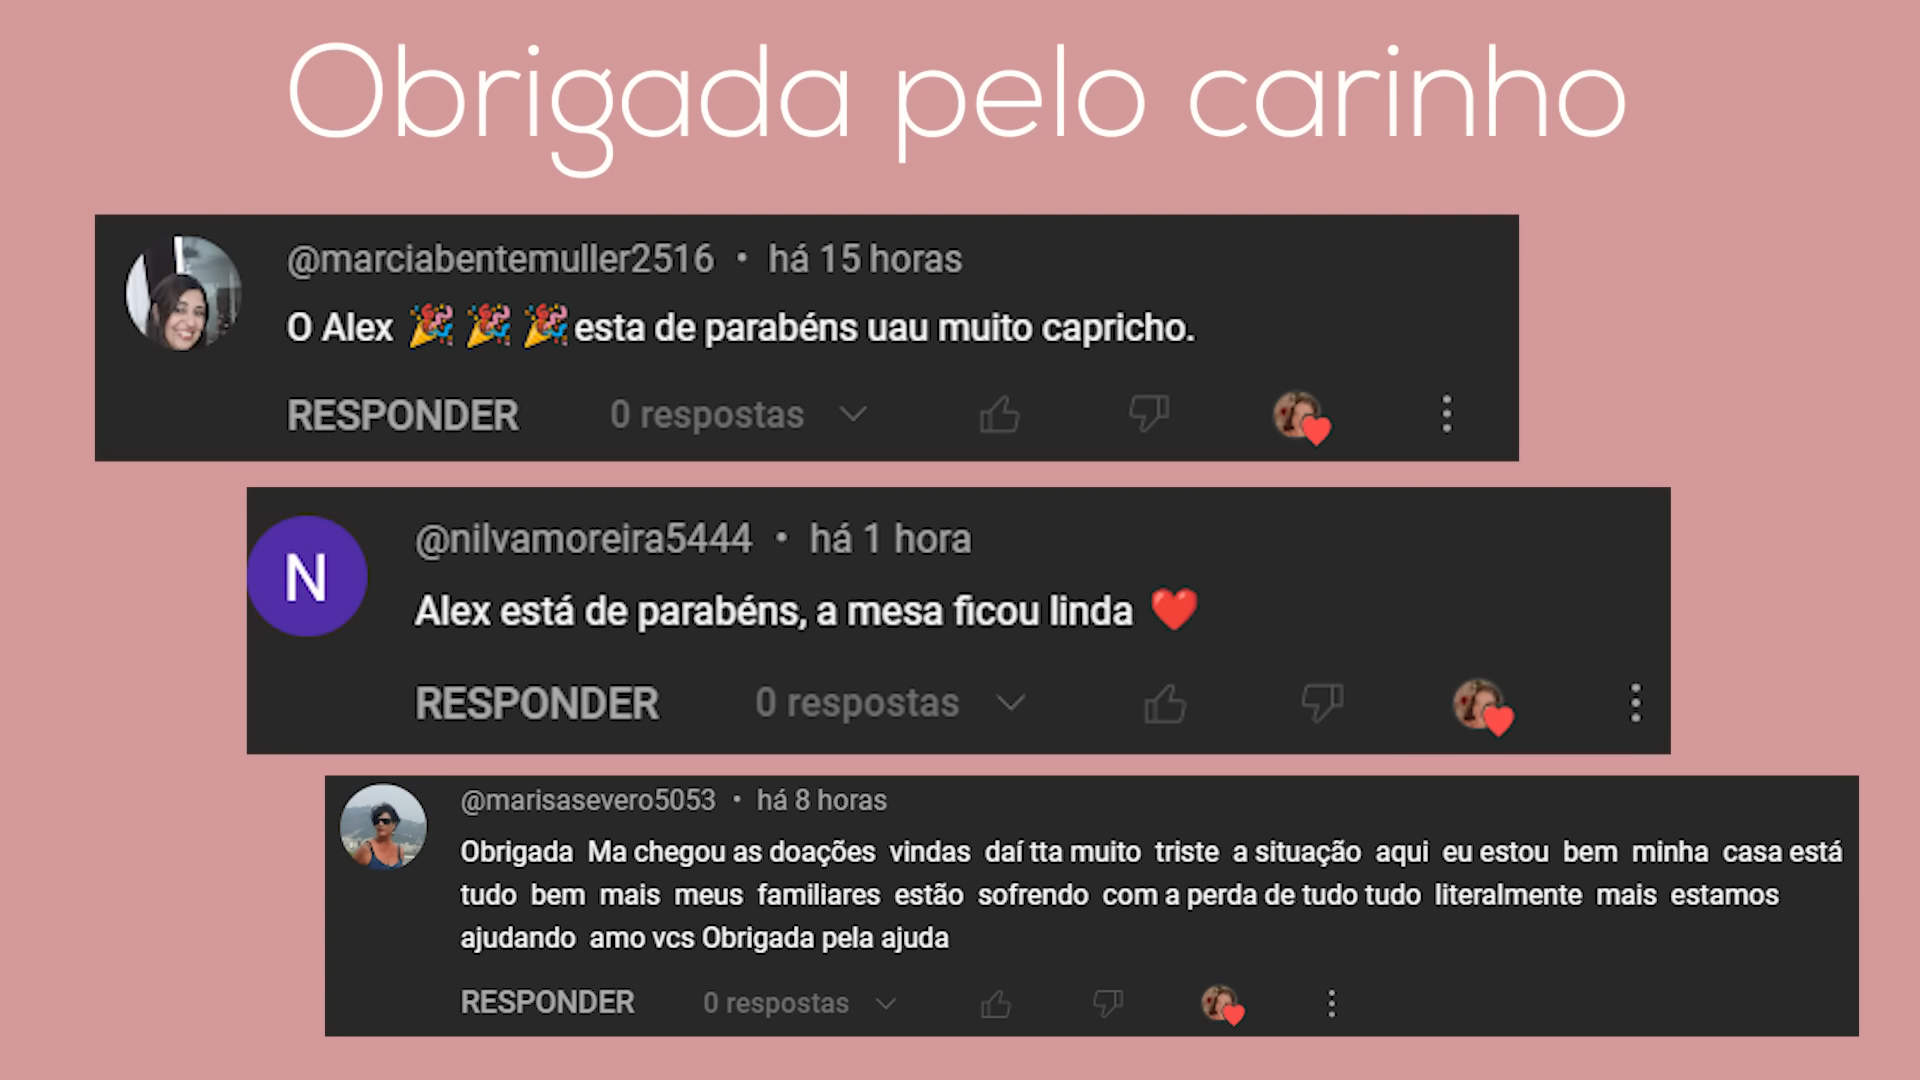 Obrigada pelo carinho
@marciabentemuller2516 • há 15 horas
O Alex 🎉 🎉 🎉 esta de parabéns uau muito capricho.
RESPONDER 0 respostas
N
@nilvamoreira5444 • há 1 hora
Alex está de parabéns, a mesa ficou linda ❤️
RESPONDER 0 respostas
@marisasevero5053 • há 8 horas
Obrigada Ma chegou as doações vindas daí tta muito triste a situação aqui eu estou bem minha casa está
tudo bem mais meus familiares estão sofrendo com a perda de tudo tudo literalmente mais estamos
ajudando amo vcs Obrigada pela ajuda
RESPONDER 0 respostas